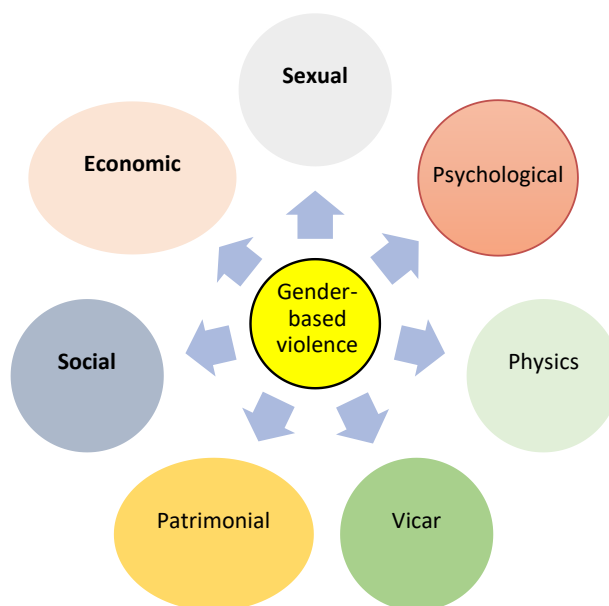 Sexual
Psychological
Economic
Gender-
based
violence
Social
Physics
Patrimonial
Vicar